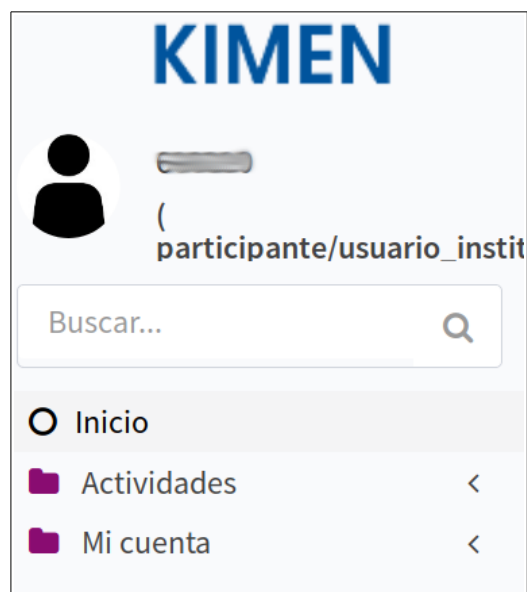 KIMEN
(
participante/usuario_instit
Buscar...
Inicio
Actividades
Mi cuenta